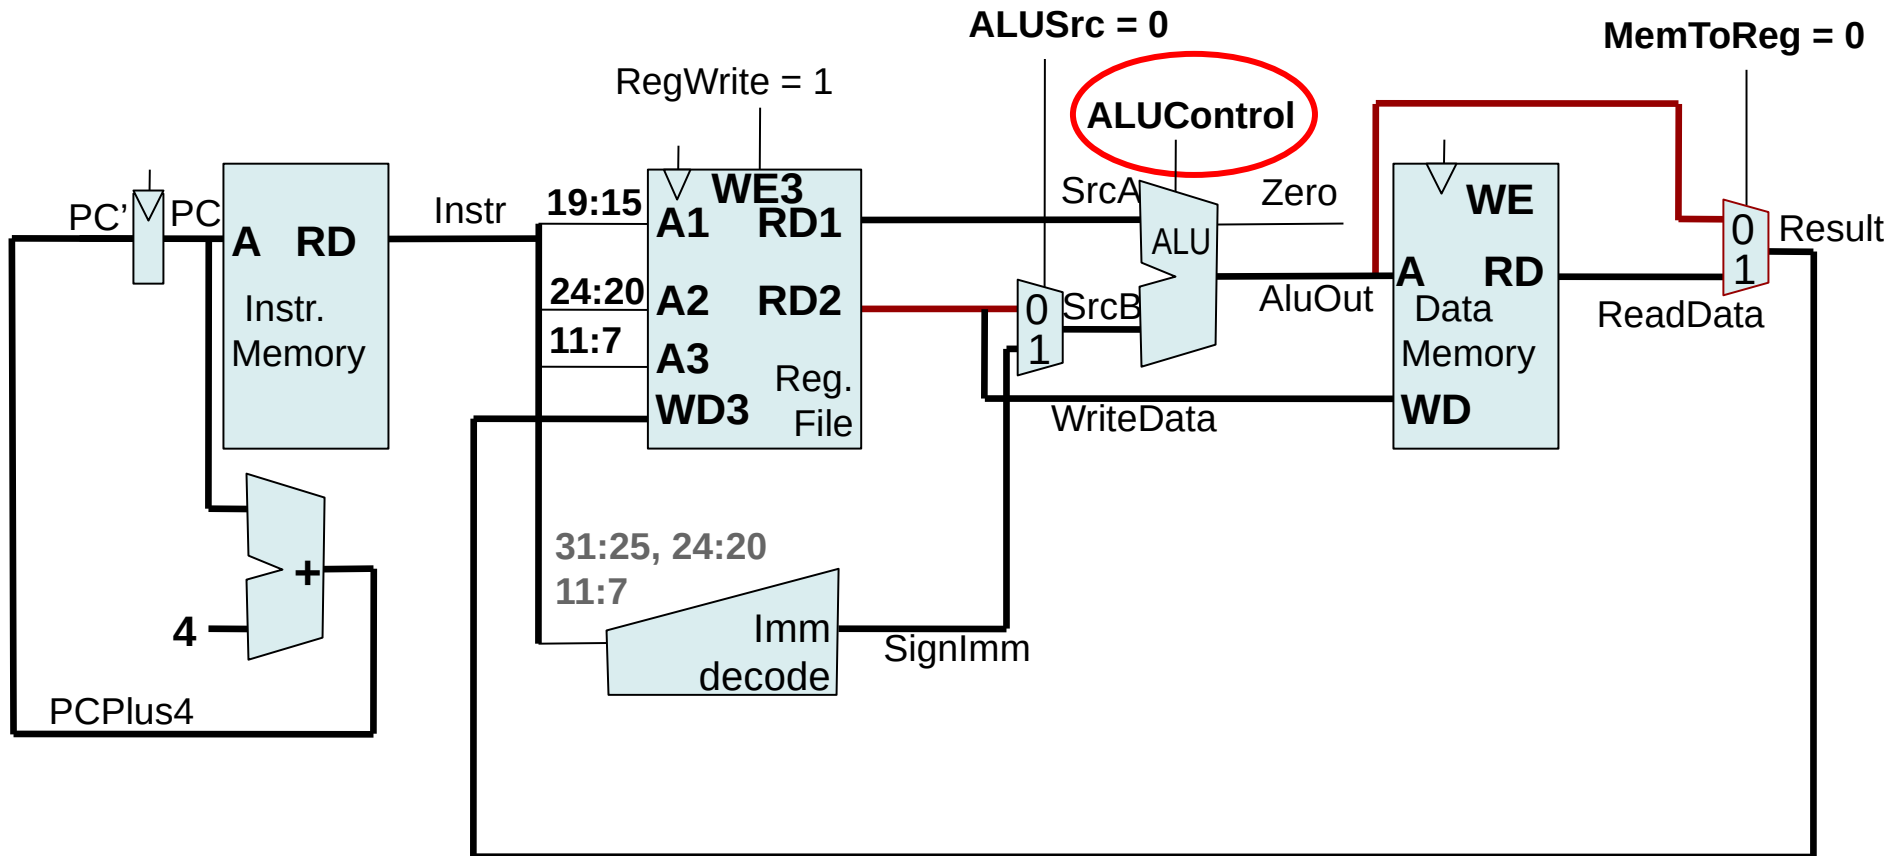 ALUSrc = 0
MemToReg = 0
RegWrite = 1
ALUControl
PC’
PC
A RD
Instr.
Memory
Instr
19:15
24:20
11:7
WE3
A1 RD1
A2 RD2
A3
Reg.
WD3
File
SrcA
0
1
SrcB
ALU
Zero
AluOut
WriteData
WE
A RD
Data
Memory
WD
ReadData
0
1
Result
+
4
PCPlus4
31:25, 24:20
11:7
Imm
decode
SignImm